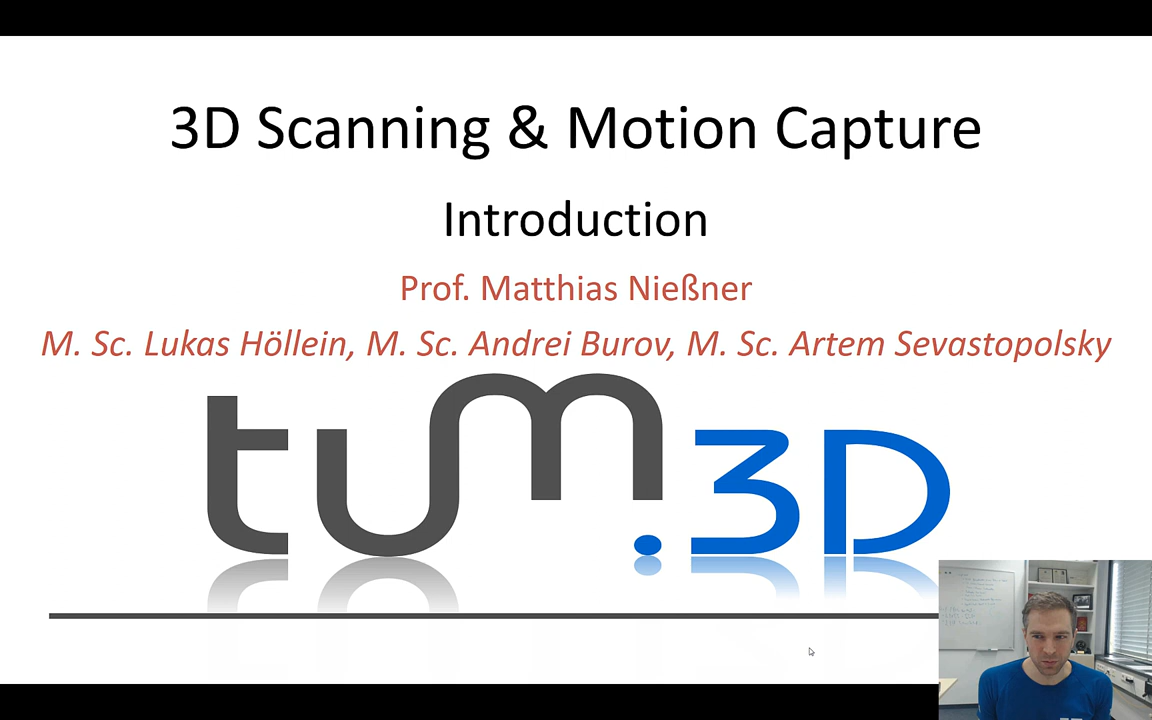 3D Scanning & Motion Capture
Introduction
Prof. Matthias Nießner
M. Sc. Lukas Höllein, M. Sc. Andrei Burov, M. Sc. Artem Sevastopolsky
tum.3D